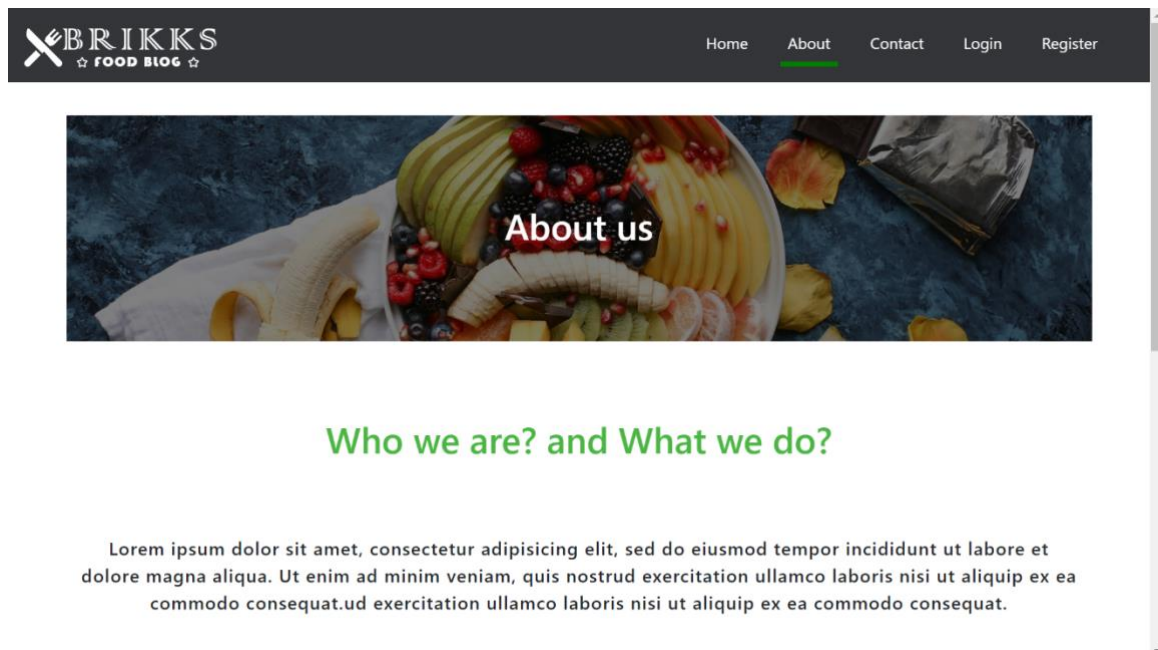 BRIKKS
☆ FOOD BLOG ☆
Home About Contact Login Register
About us
Who we are? and What we do?
Lorem ipsum dolor sit amet, consectetur adipisicing elit, sed do eiusmod tempor incididunt ut labore et
dolore magna aliqua. Ut enim ad minim veniam, quis nostrud exercitation ullamco laboris nisi ut aliquip ex ea
commodo consequat.ud exercitation ullamco laboris nisi ut aliquip ex ea commodo consequat.